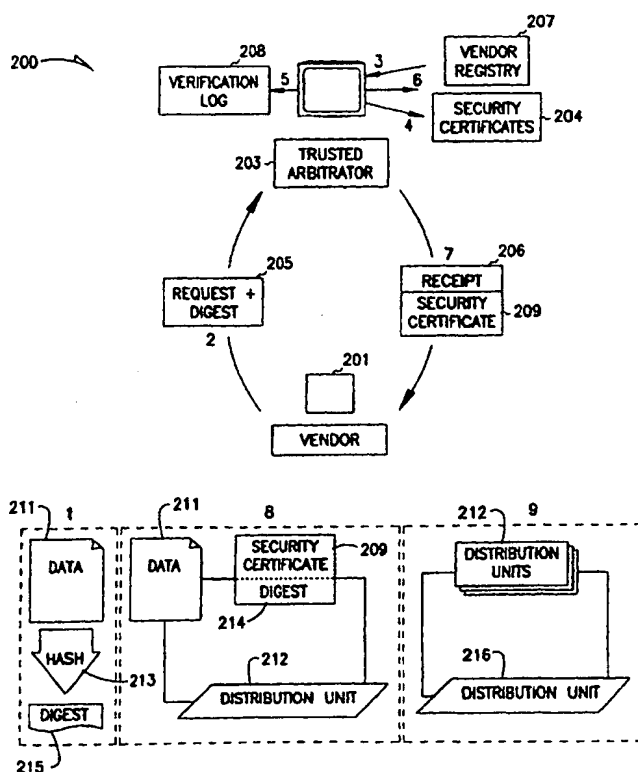 200
208
VERIFICATION
LOG
5
3
6
4
207
VENDOR
REGISTRY
SECURITY
CERTIFICATES
204
203
TRUSTED
ARBITRATOR
205
REQUEST +
DIGEST
2
7
206
RECEIPT
SECURITY
CERTIFICATE
209
201
VENDOR
211
1
DATA
HASH
213
DIGEST
215
211
8
DATA
SECURITY
CERTIFICATE
209
DIGEST
214
212
DISTRIBUTION UNIT
212
9
DISTRIBUTION
UNITS
216
DISTRIBUTION UNIT